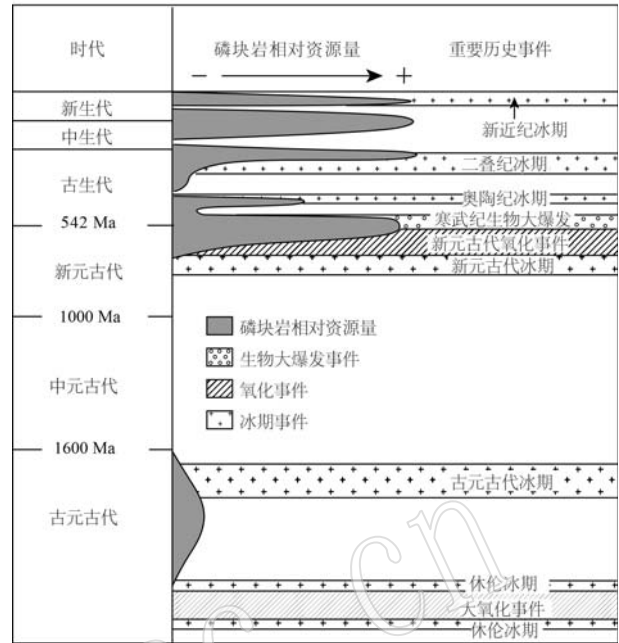 时代
磷块岩相对资源量
重要历史事件
− +
新生代
新近纪冰期
中生代
二叠纪冰期
古生代
奥陶纪冰期
寒武纪生物大爆发
542 Ma
新元古代氧化事件
新元古代冰期
新元古代
1000 Ma
磷块岩相对资源量
生物大爆发事件
氧化事件
冰期事件
中元古代
1600 Ma
古元古代冰期
古元古代
休伦冰期
大氧化事件
休伦冰期
cn